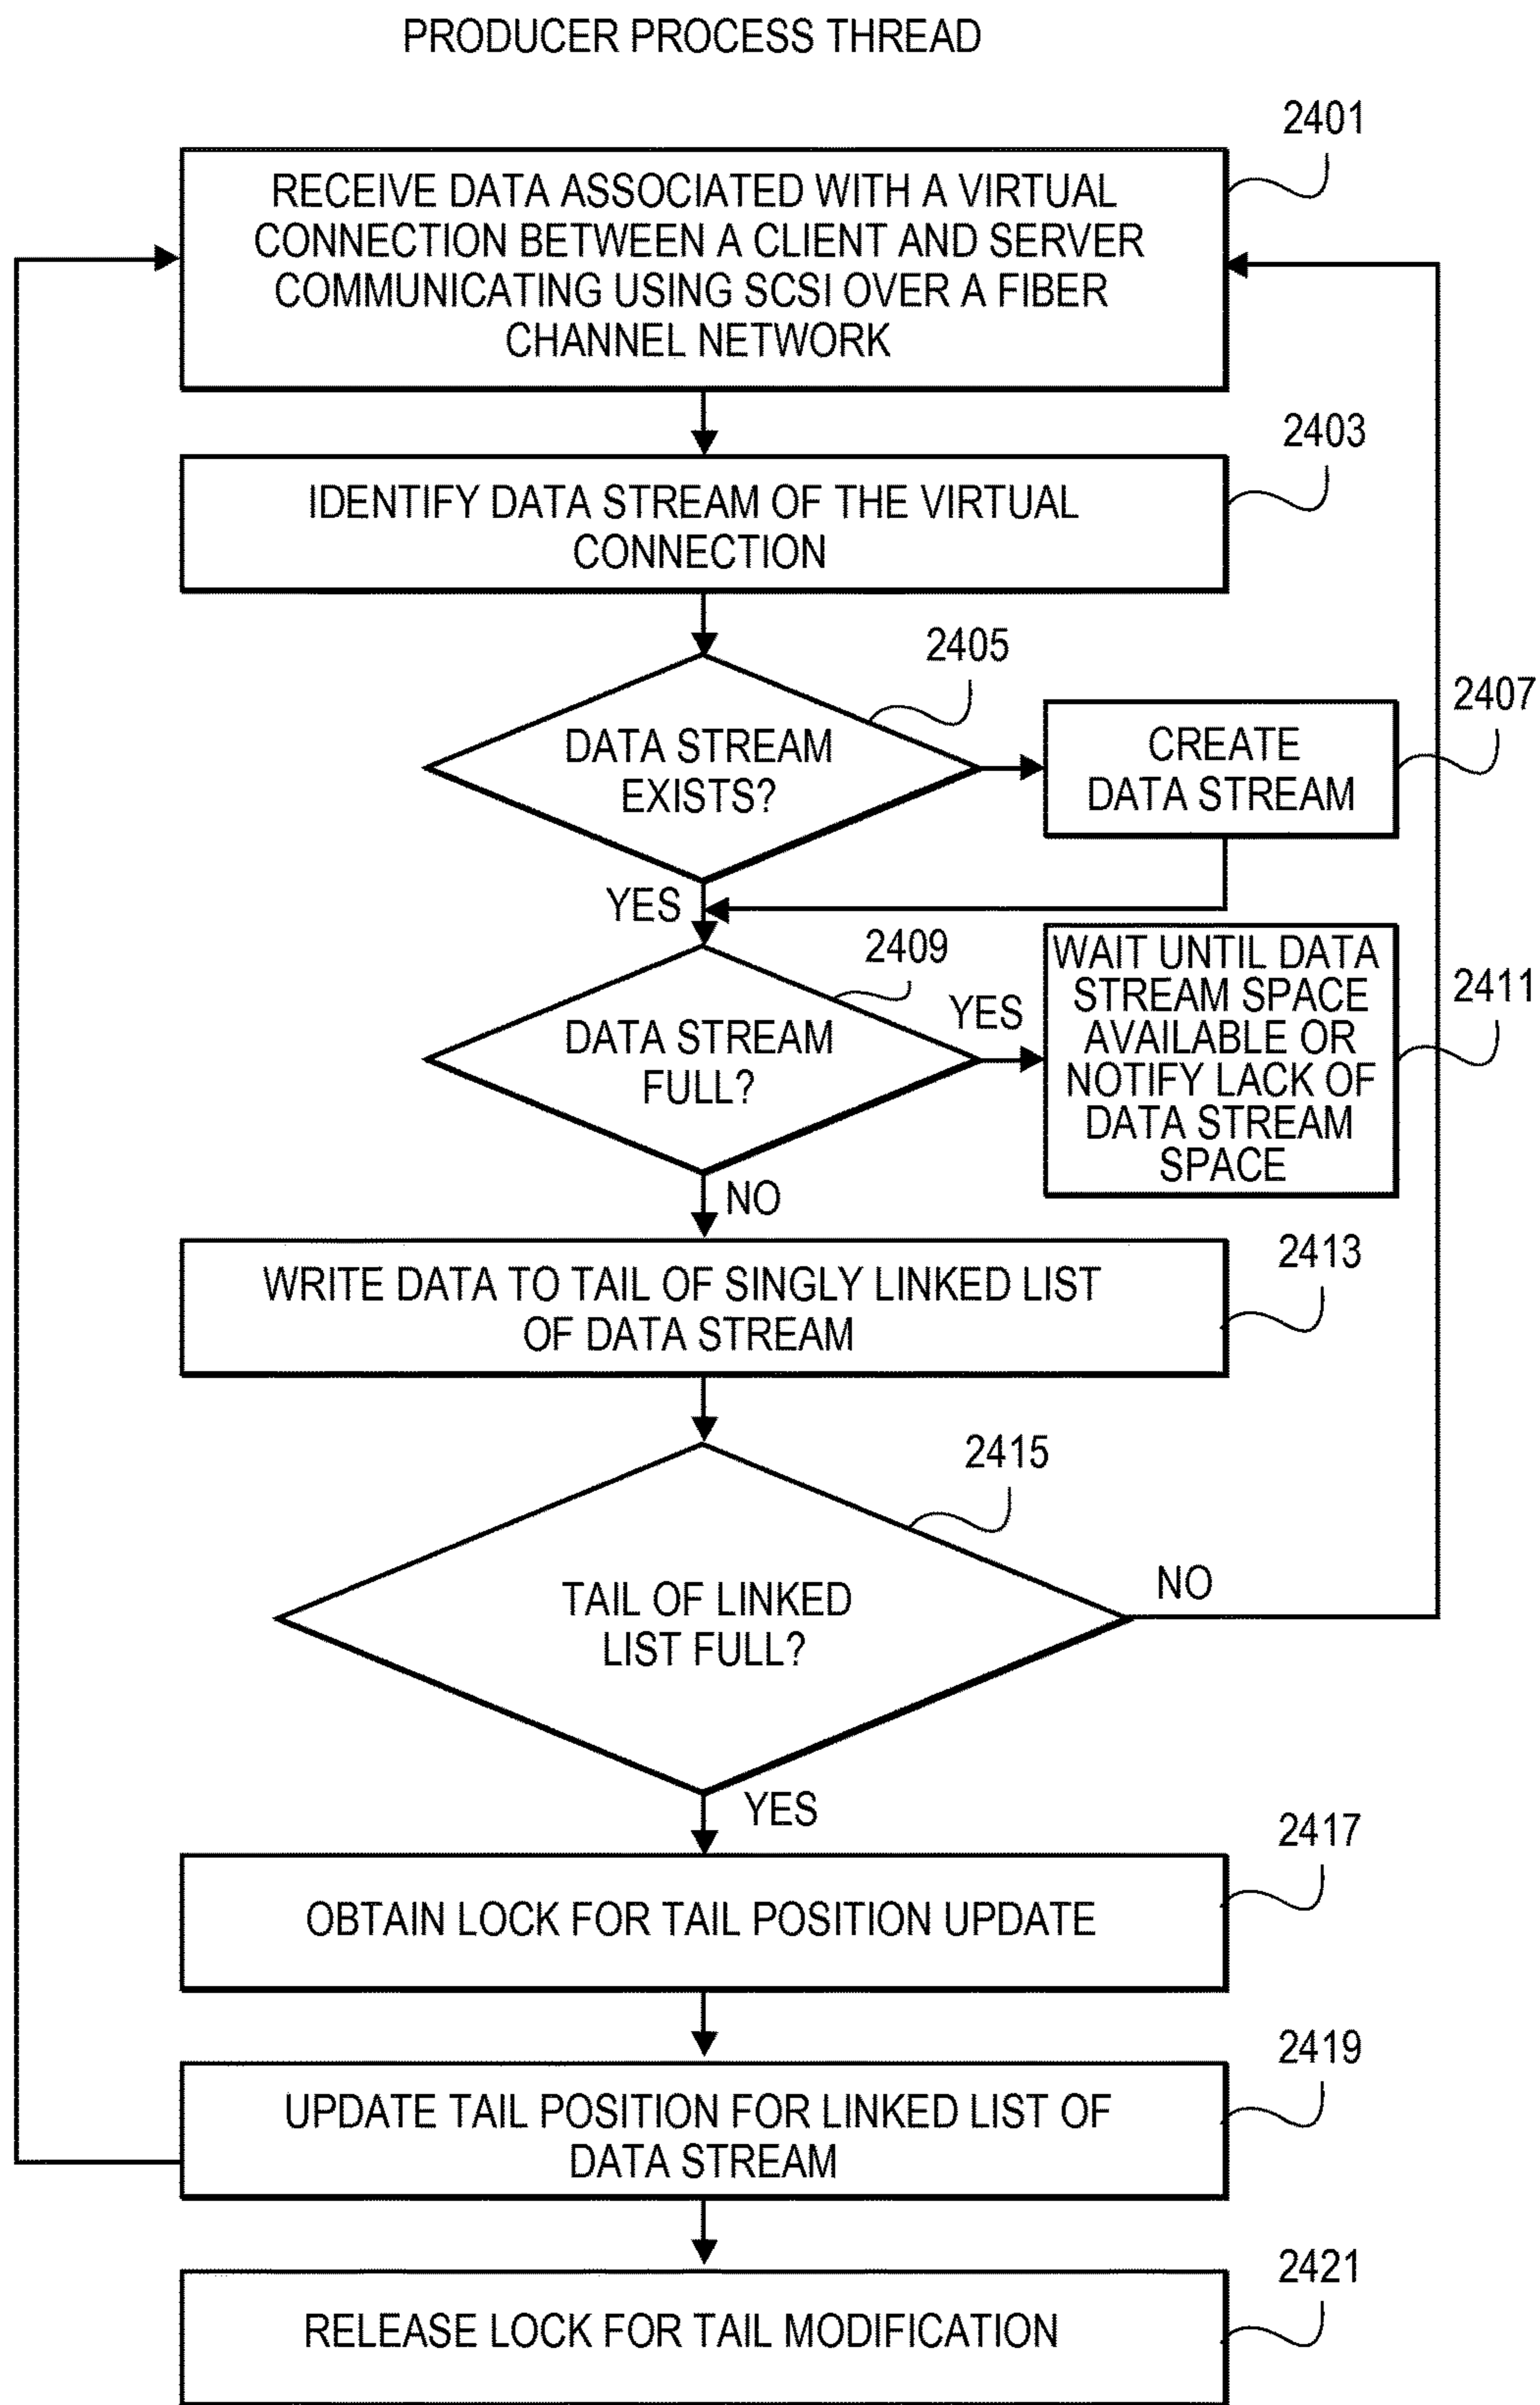 PRODUCER PROCESS THREAD
2401
RECEIVE DATA ASSOCIATED WITH A VIRTUAL
CONNECTION BETWEEN A CLIENT AND SERVER
COMMUNICATING USING SCSI OVER A FIBER
CHANNEL NETWORK
2403
IDENTIFY DATA STREAM OF THE VIRTUAL
CONNECTION
2405
DATA STREAM
EXISTS?
2407
CREATE
DATA STREAM
YES
2409
DATA STREAM
FULL?
YES
2411
WAIT UNTIL DATA
STREAM SPACE
AVAILABLE OR
NOTIFY LACK OF
DATA STREAM
SPACE
NO
2413
WRITE DATA TO TAIL OF SINGLY LINKED LIST
OF DATA STREAM
2415
TAIL OF LINKED
LIST FULL?
NO
YES
2417
OBTAIN LOCK FOR TAIL POSITION UPDATE
2419
UPDATE TAIL POSITION FOR LINKED LIST OF
DATA STREAM
2421
RELEASE LOCK FOR TAIL MODIFICATION